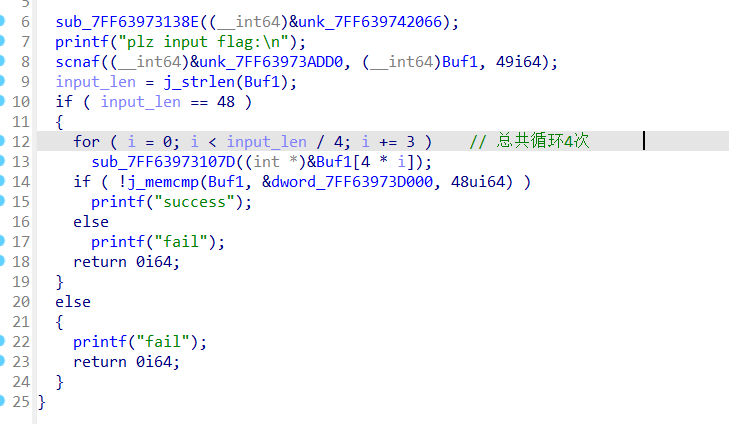 5
6 sub_7FF63973138E((__int64)&unk_7FF639742066);
7 printf("plz input flag:\n");
8 scnaf((__int64)&unk_7FF63973ADD0, (__int64)Buf1, 49i64);
9 input_len = j_strlen(Buf1);
10 if ( input_len == 48 )
11 {
12 for ( i = 0; i < input_len / 4; i += 3 ) // 总共循环4次
13 sub_7FF63973107D((int *)&Buf1[4 * i]);
14 if ( !j_memcmp(Buf1, &dword_7FF63973D000, 48ui64) )
15 printf("success");
16 else
17 printf("fail");
18 return 0i64;
19 }
20 else
21 {
22 printf("fail");
23 return 0i64;
24 }
25 }